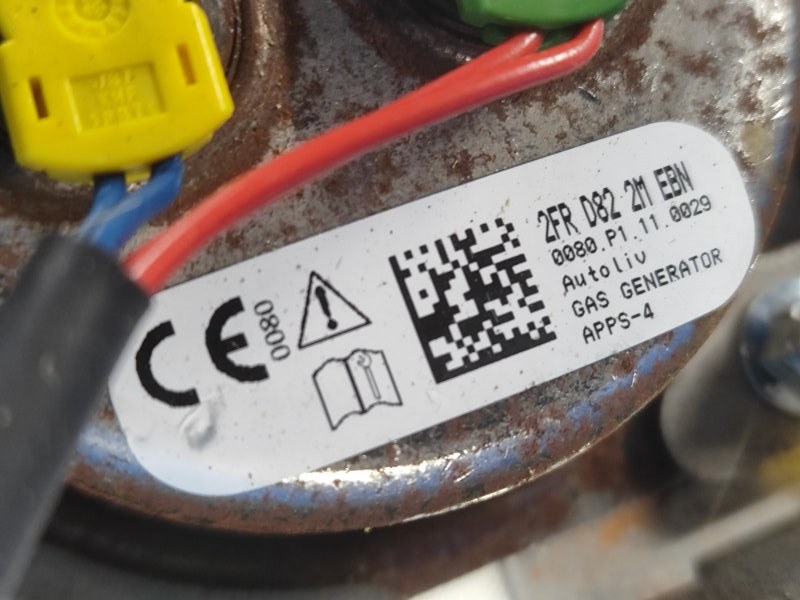 2FR D82 2M EBN
0080.P1.11.0029
Autoliv
GAS GENERATOR
APPS-4
CE
0080